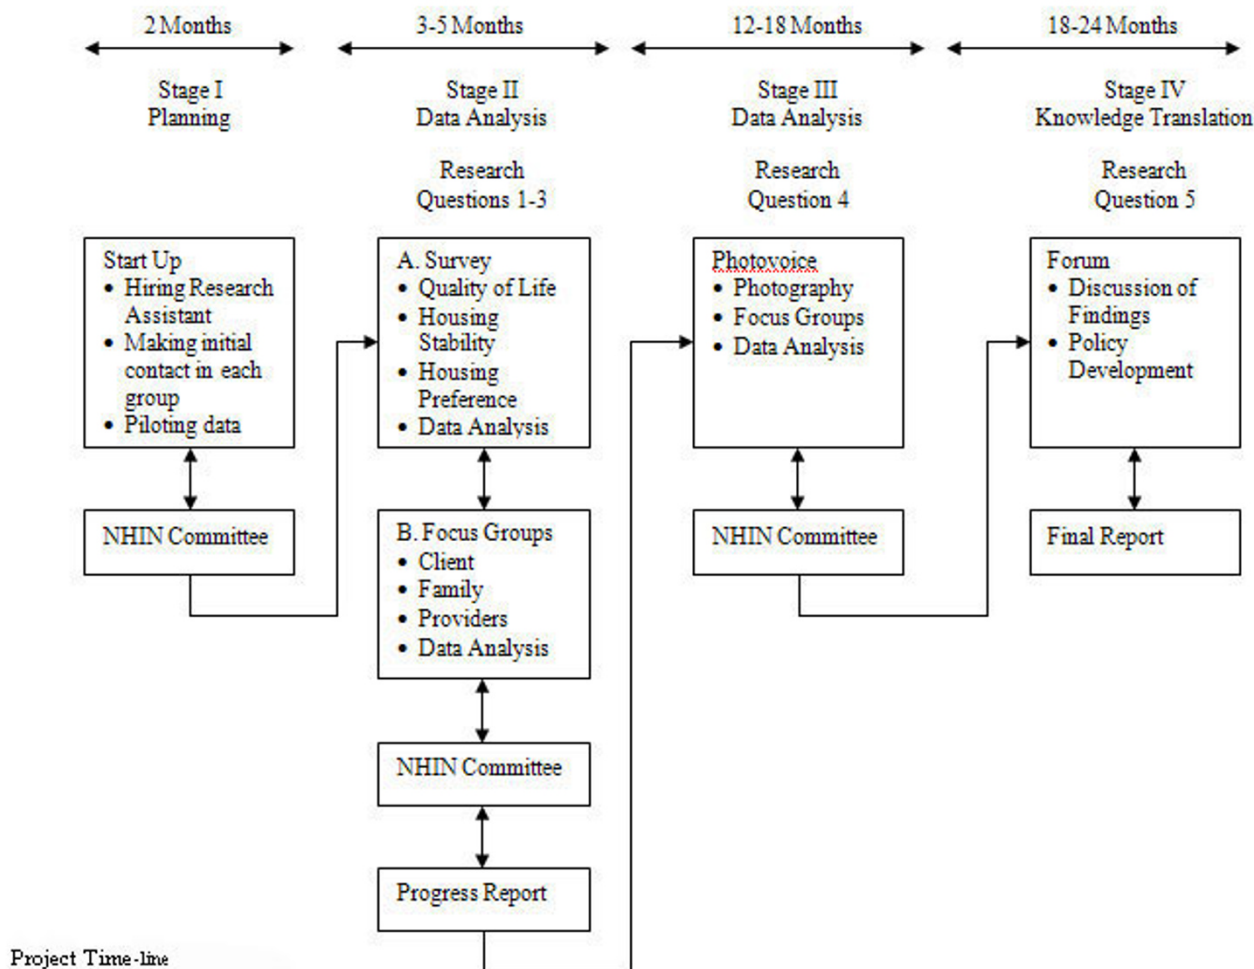 2 Months
3-5 Months
12-18 Months
18-24 Months
Stage I
Planning
Stage II
Data Analysis
Stage III
Data Analysis
Stage IV
Knowledge Translation
Research
Questions 1-3
Research
Question 4
Research
Question 5
Start Up
• Hiring Research
Assistant
• Making initial
contact in each
group
• Piloting data
NHIN Committee
A. Survey
• Quality of Life
• Housing
Stability
• Housing
Preference
• Data Analysis
B. Focus Groups
• Client
• Family
• Providers
• Data Analysis
NHIN Committee
Progress Report
Photovoice
• Photography
• Focus Groups
• Data Analysis
NHIN Committee
Forum
• Discussion of
Findings
• Policy
Development
Final Report
Project Time-line